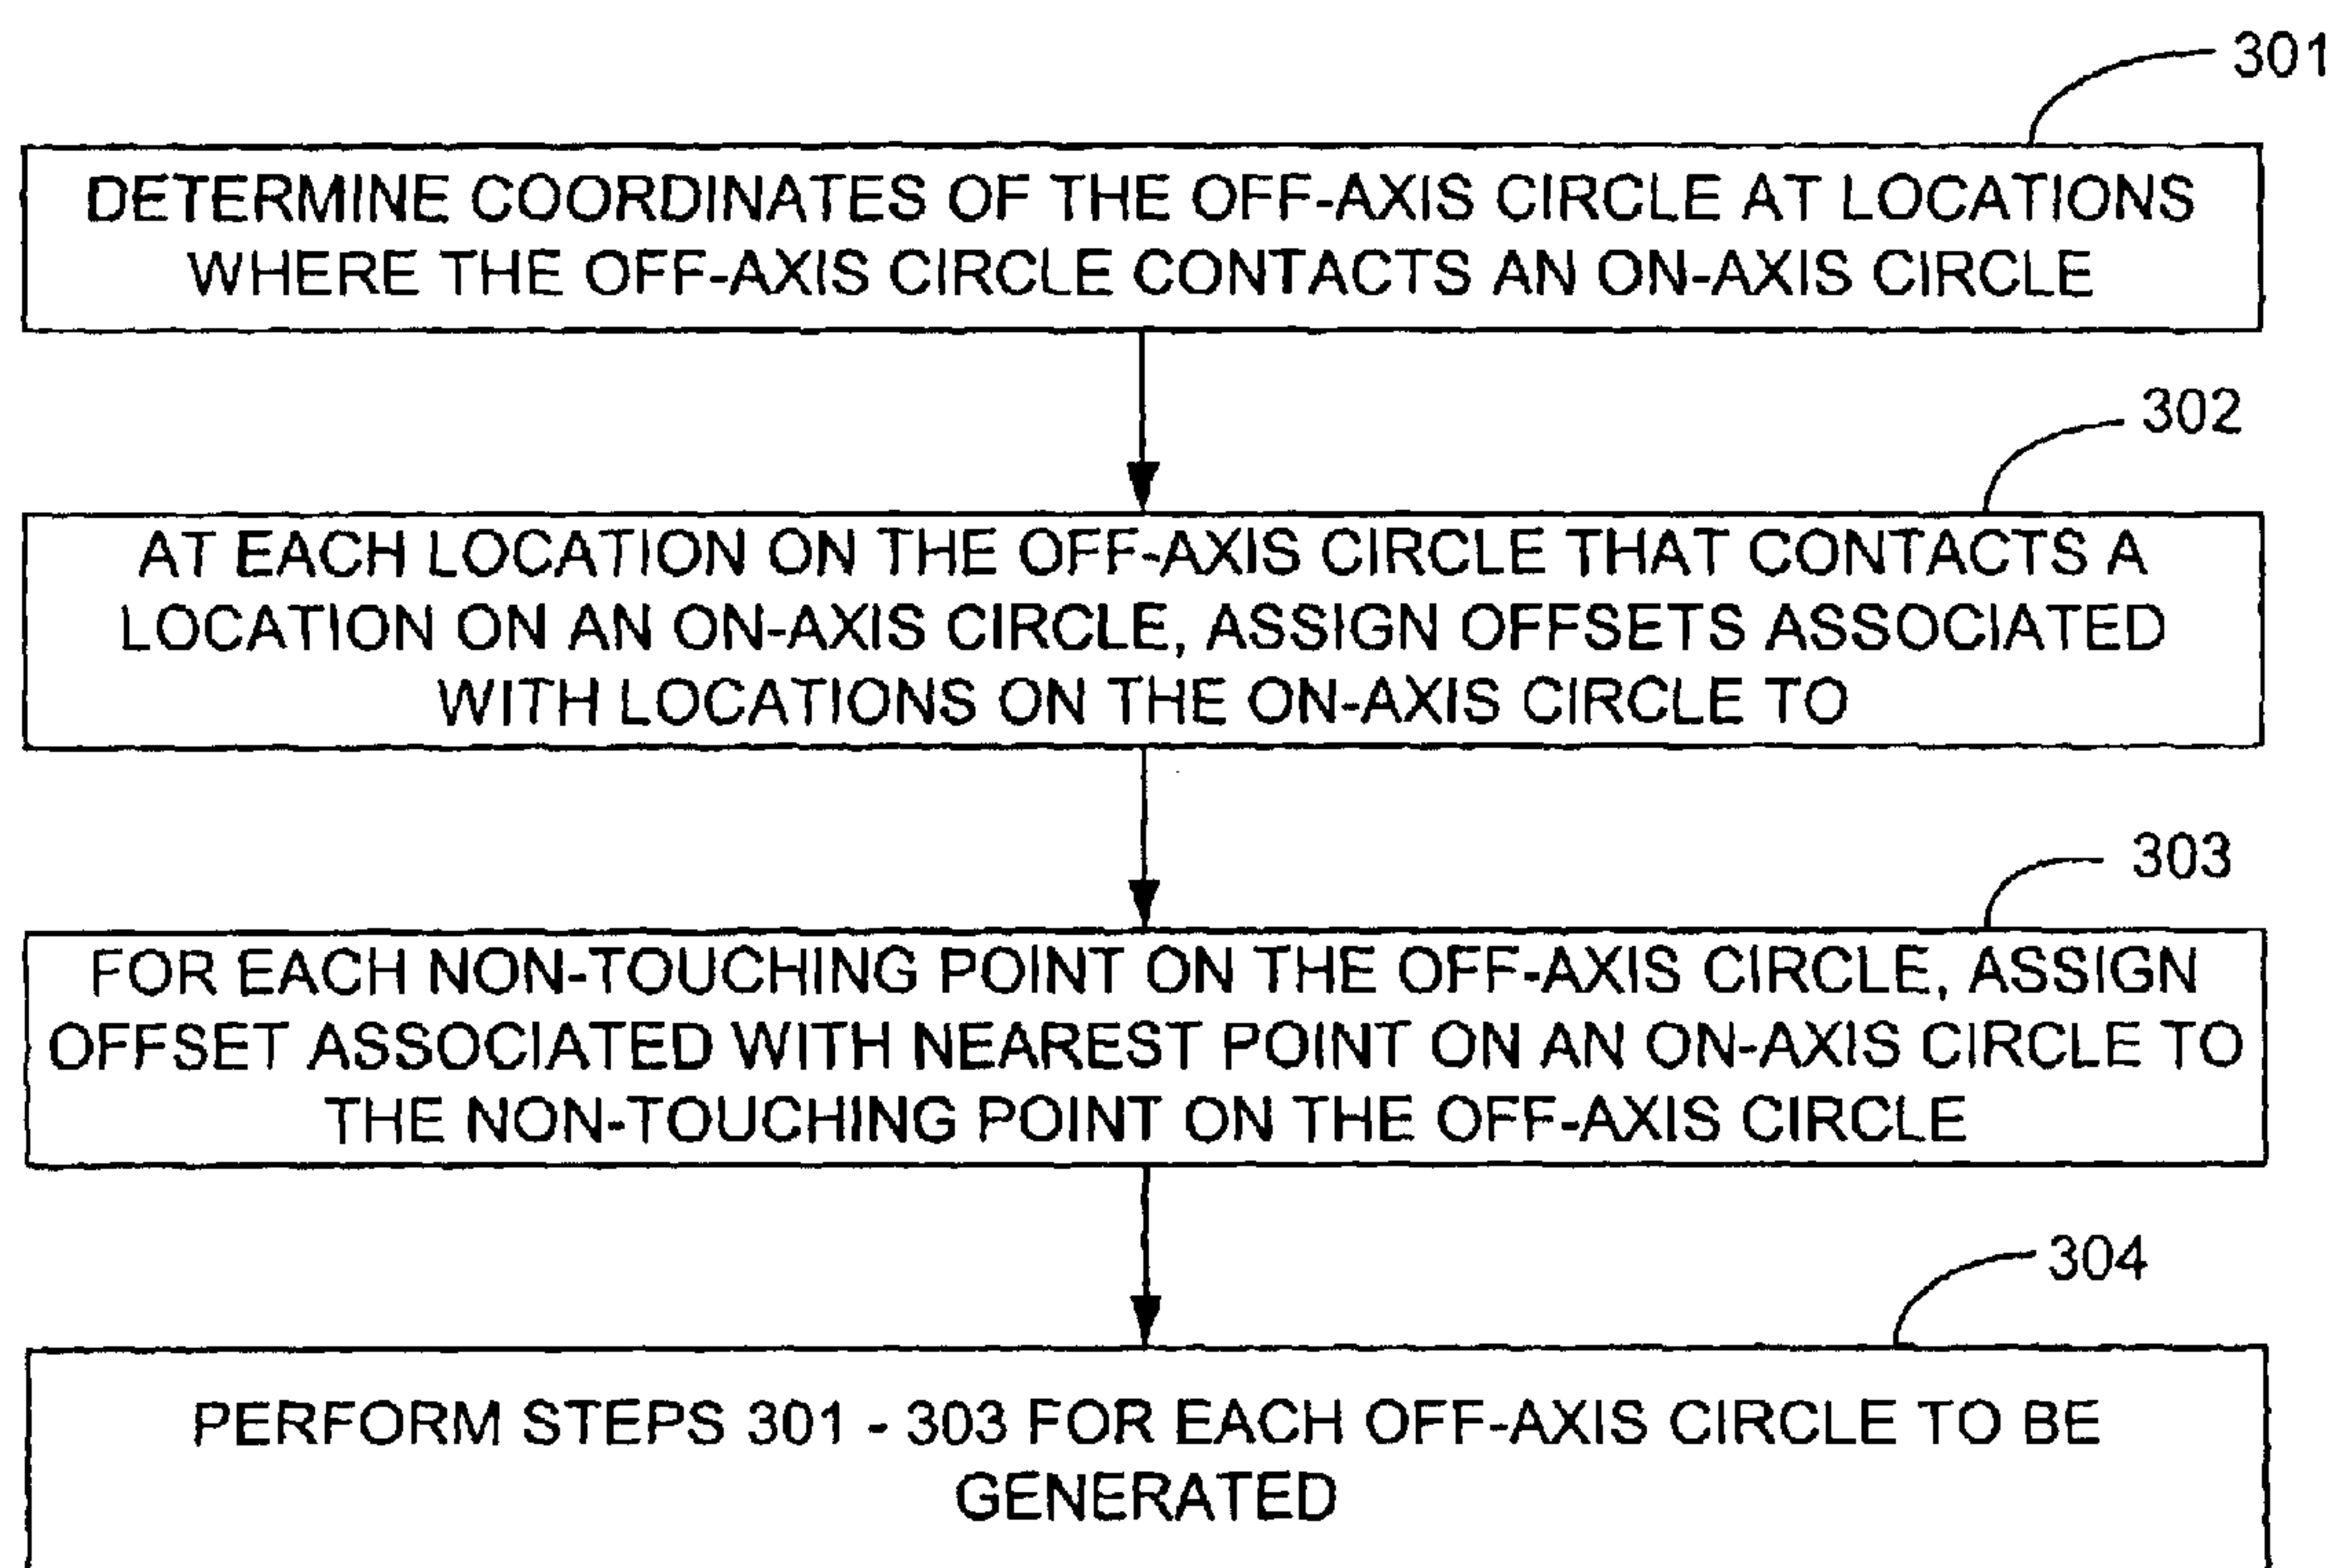 301
DETERMINE COORDINATES OF THE OFF-AXIS CIRCLE AT LOCATIONS
WHERE THE OFF-AXIS CIRCLE CONTACTS AN ON-AXIS CIRCLE
302
AT EACH LOCATION ON THE OFF-AXIS CIRCLE THAT CONTACTS A
LOCATION ON AN ON-AXIS CIRCLE, ASSIGN OFFSETS ASSOCIATED
WITH LOCATIONS ON THE ON-AXIS CIRCLE TO
303
FOR EACH NON-TOUCHING POINT ON THE OFF-AXIS CIRCLE, ASSIGN
OFFSET ASSOCIATED WITH NEAREST POINT ON AN ON-AXIS CIRCLE TO
THE NON-TOUCHING POINT ON THE OFF-AXIS CIRCLE
304
PERFORM STEPS 301 - 303 FOR EACH OFF-AXIS CIRCLE TO BE
GENERATED